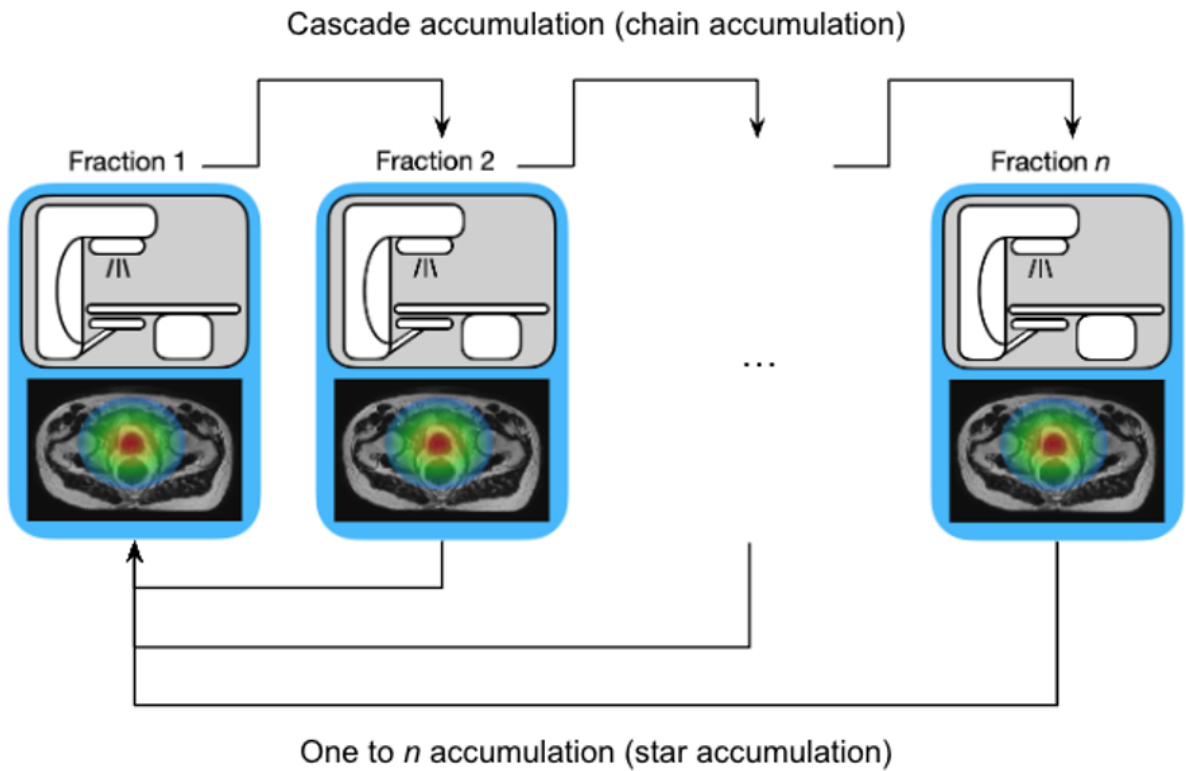 Cascade accumulation (chain accumulation)
Fraction 1
Fraction 2
Fraction n
...
One to n accumulation (star accumulation)